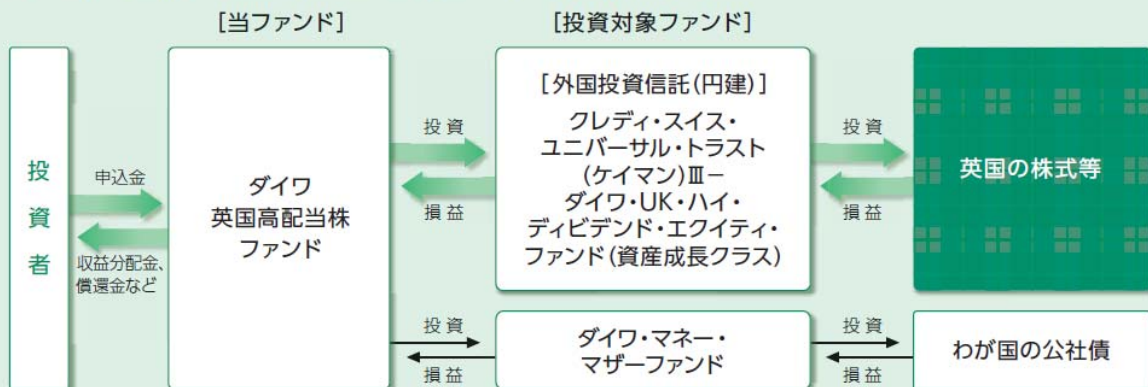 [当ファンド]
[投資対象ファンド]
投資者
申込金
収益分配金、
償還金など
ダイワ
英国高配当株
ファンド
投資
損益
[外国投資信託(円建)]
クレディ・スイス・
ユニバーサル・トラスト
(ケイマン)Ⅲ－
ダイワ・UK・ハイ・
ディビデンド・エクイティ・
ファンド(資産成長クラス)
投資
損益
英国の株式等
投資
損益
ダイワ・マネー・
マザーファンド
投資
損益
わが国の公社債